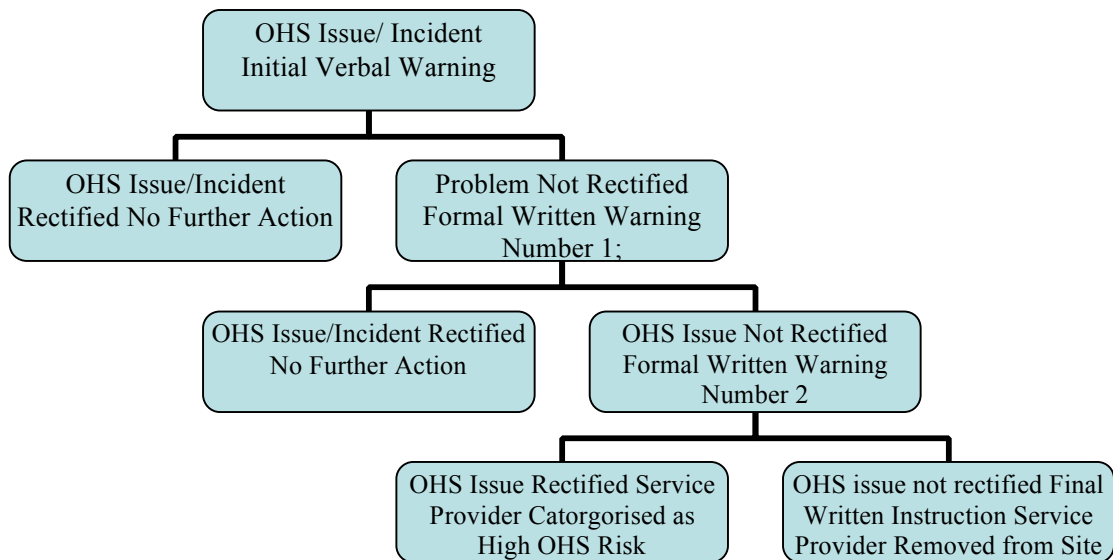 OHS Issue/ Incident
Initial Verbal Warning
OHS Issue/Incident
Rectified No Further Action
Problem Not Rectified
Formal Written Warning
Number 1;
OHS Issue/Incident Rectified
No Further Action
OHS Issue Not Rectified
Formal Written Warning
Number 2
OHS Issue Rectified Service
Provider Catorgorised as
High OHS Risk
OHS issue not rectified Final
Written Instruction Service
Provider Removed from Site